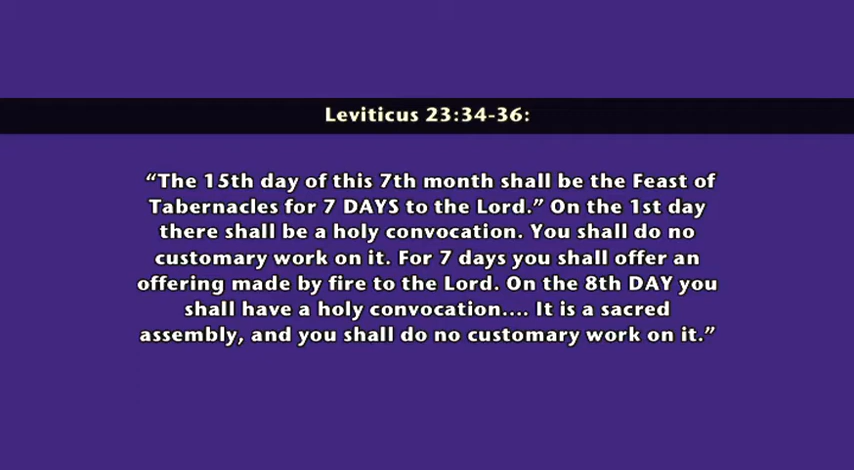 Leviticus 23:34-36:
“The 15th day of this 7th month shall be the Feast of
Tabernacles for 7 DAYS to the Lord.” On the 1st day
there shall be a holy convocation. You shall do no
customary work on it. For 7 days you shall offer an
offering made by fire to the Lord. On the 8th DAY you
shall have a holy convocation.... It is a sacred
assembly, and you shall do no customary work on it.”